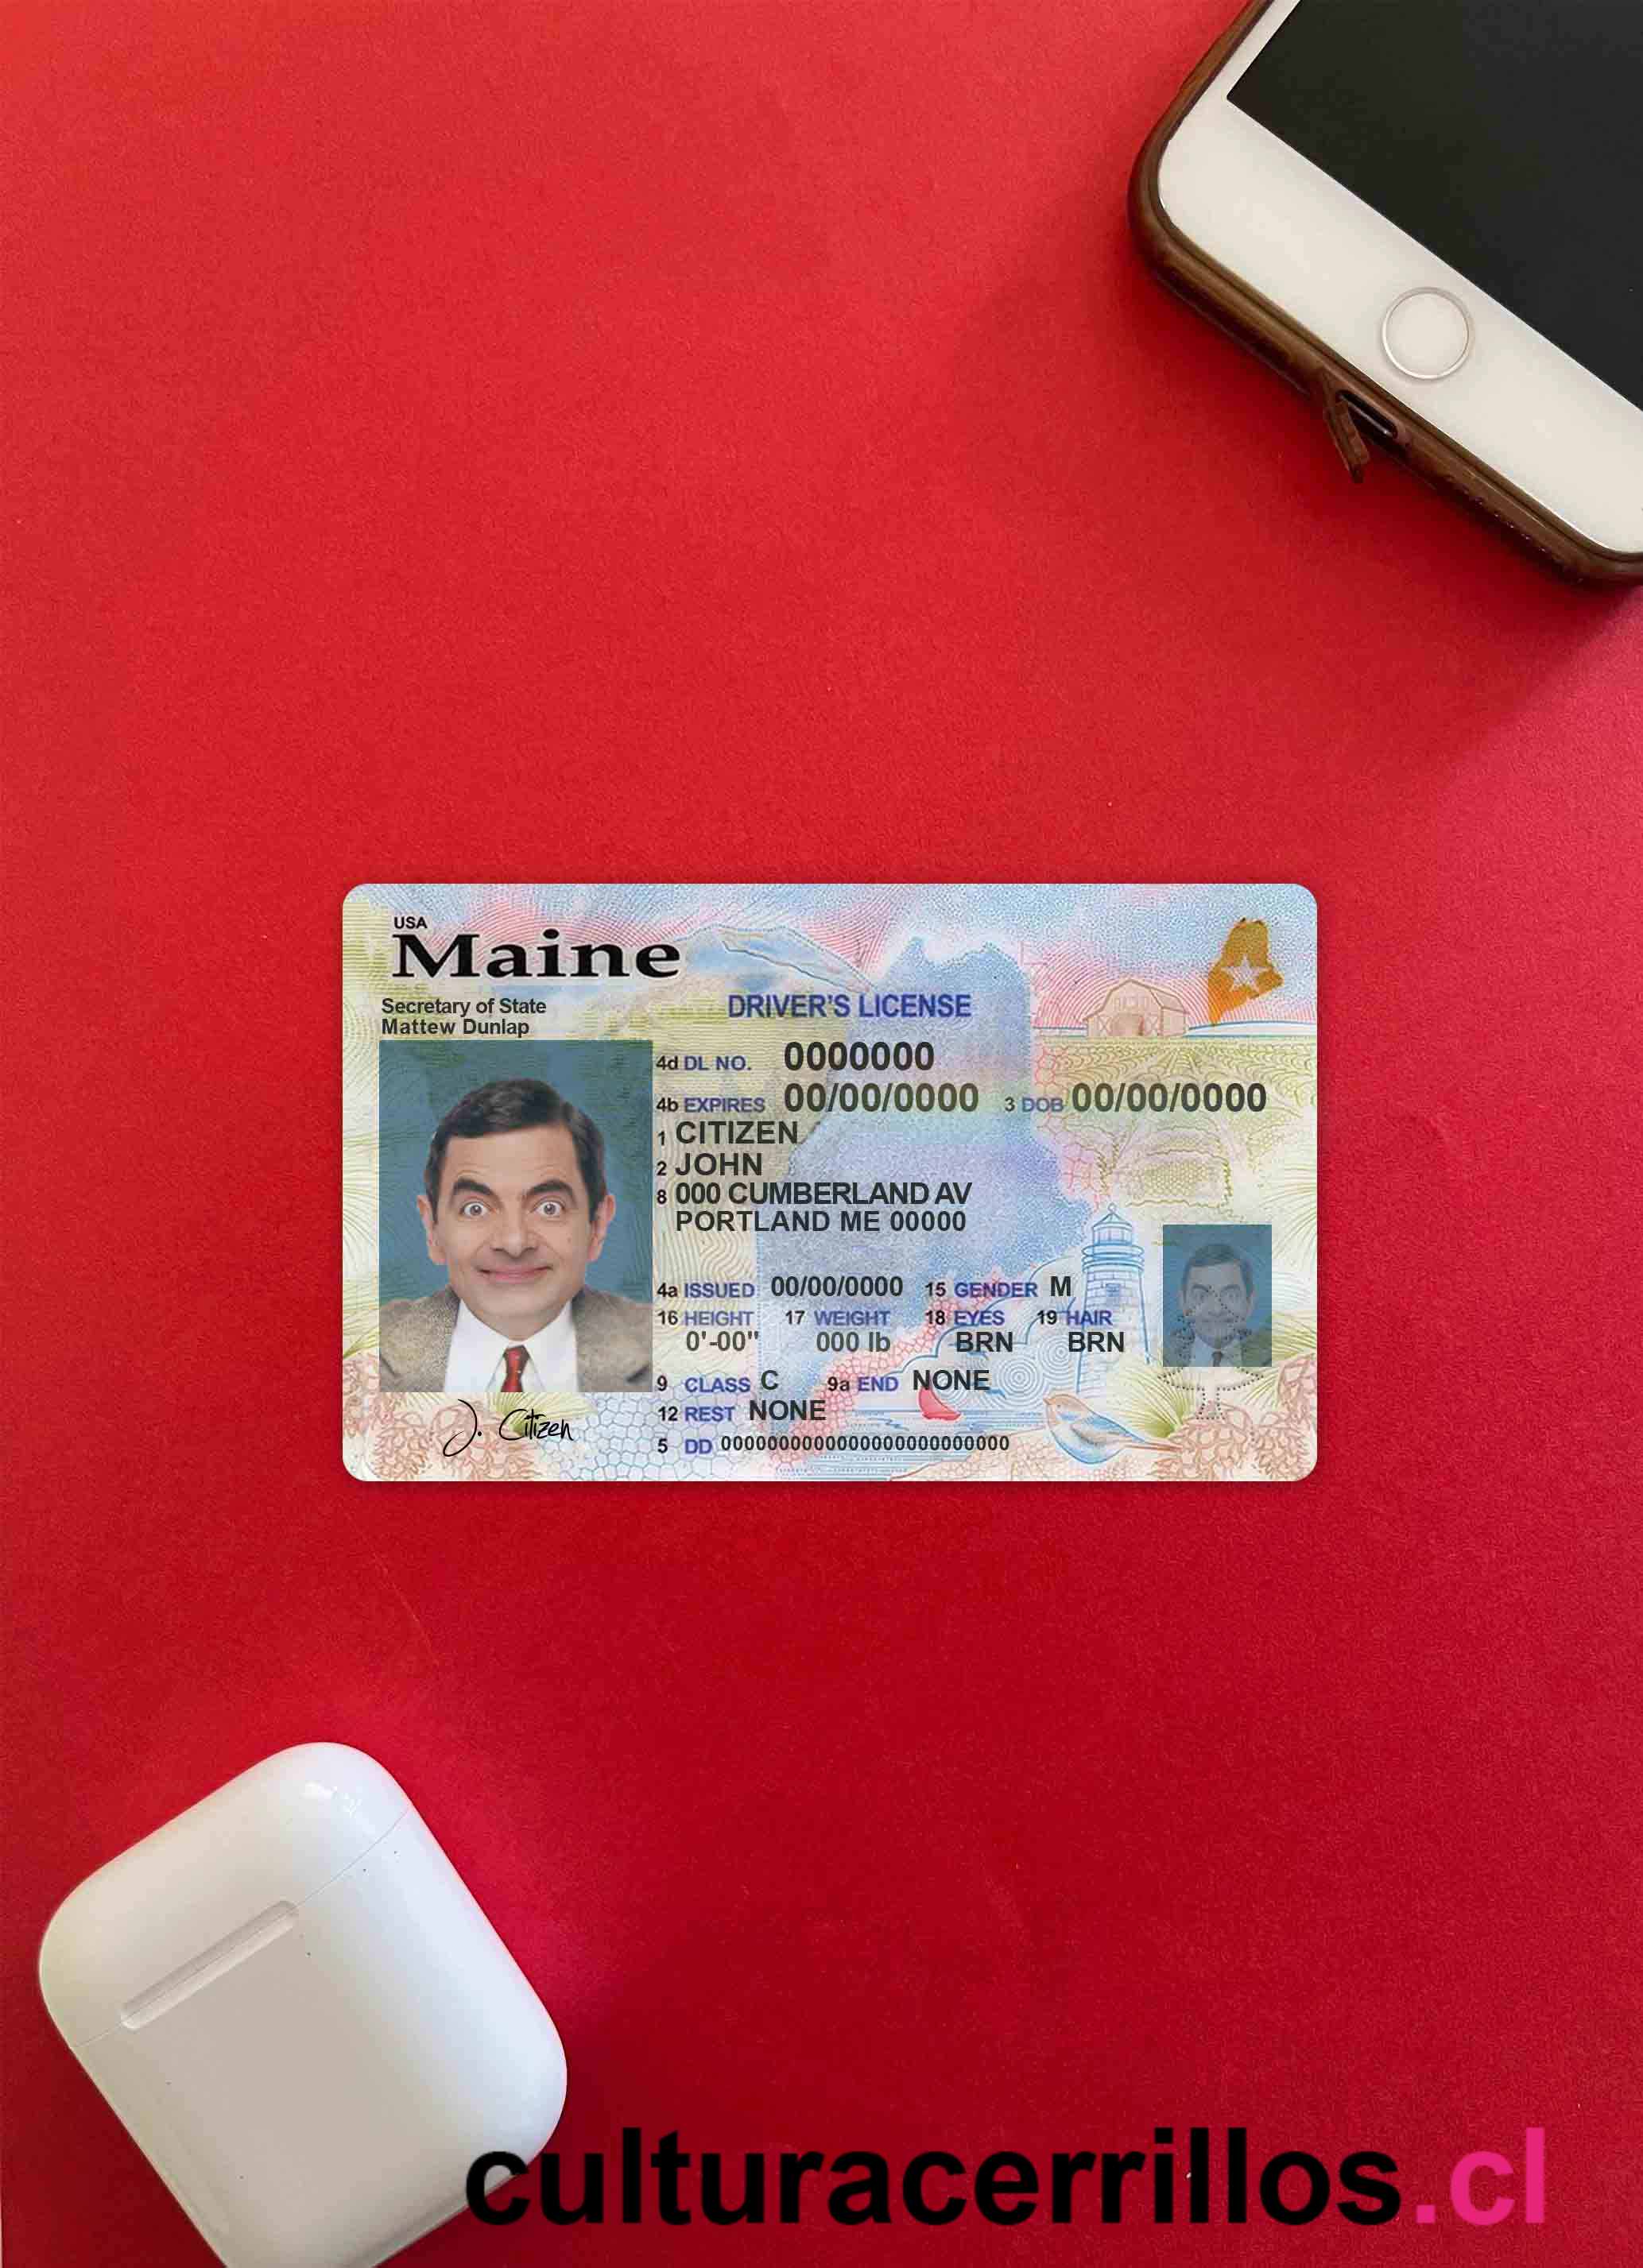 USA
Maine
Secretary of State
Mattew Dunlap
DRIVER'S LICENSE
4d DL NO. 0000000
4b EXPIRES 00/00/0000 3 DOB 00/00/0000
1 CITIZEN
2 JOHN
8 000 CUMBERLAND AV
PORTLAND ME 00000
4a ISSUED 00/00/0000 15 GENDER M
16 HEIGHT 17 WEIGHT 18 EYES 19 HAIR
0'-00" 000 lb BRN BRN
9 CLASS C 9a END NONE
12 REST NONE
5 DD 0000000000000000000000000
J. Citizen
culturacerrillos.cl